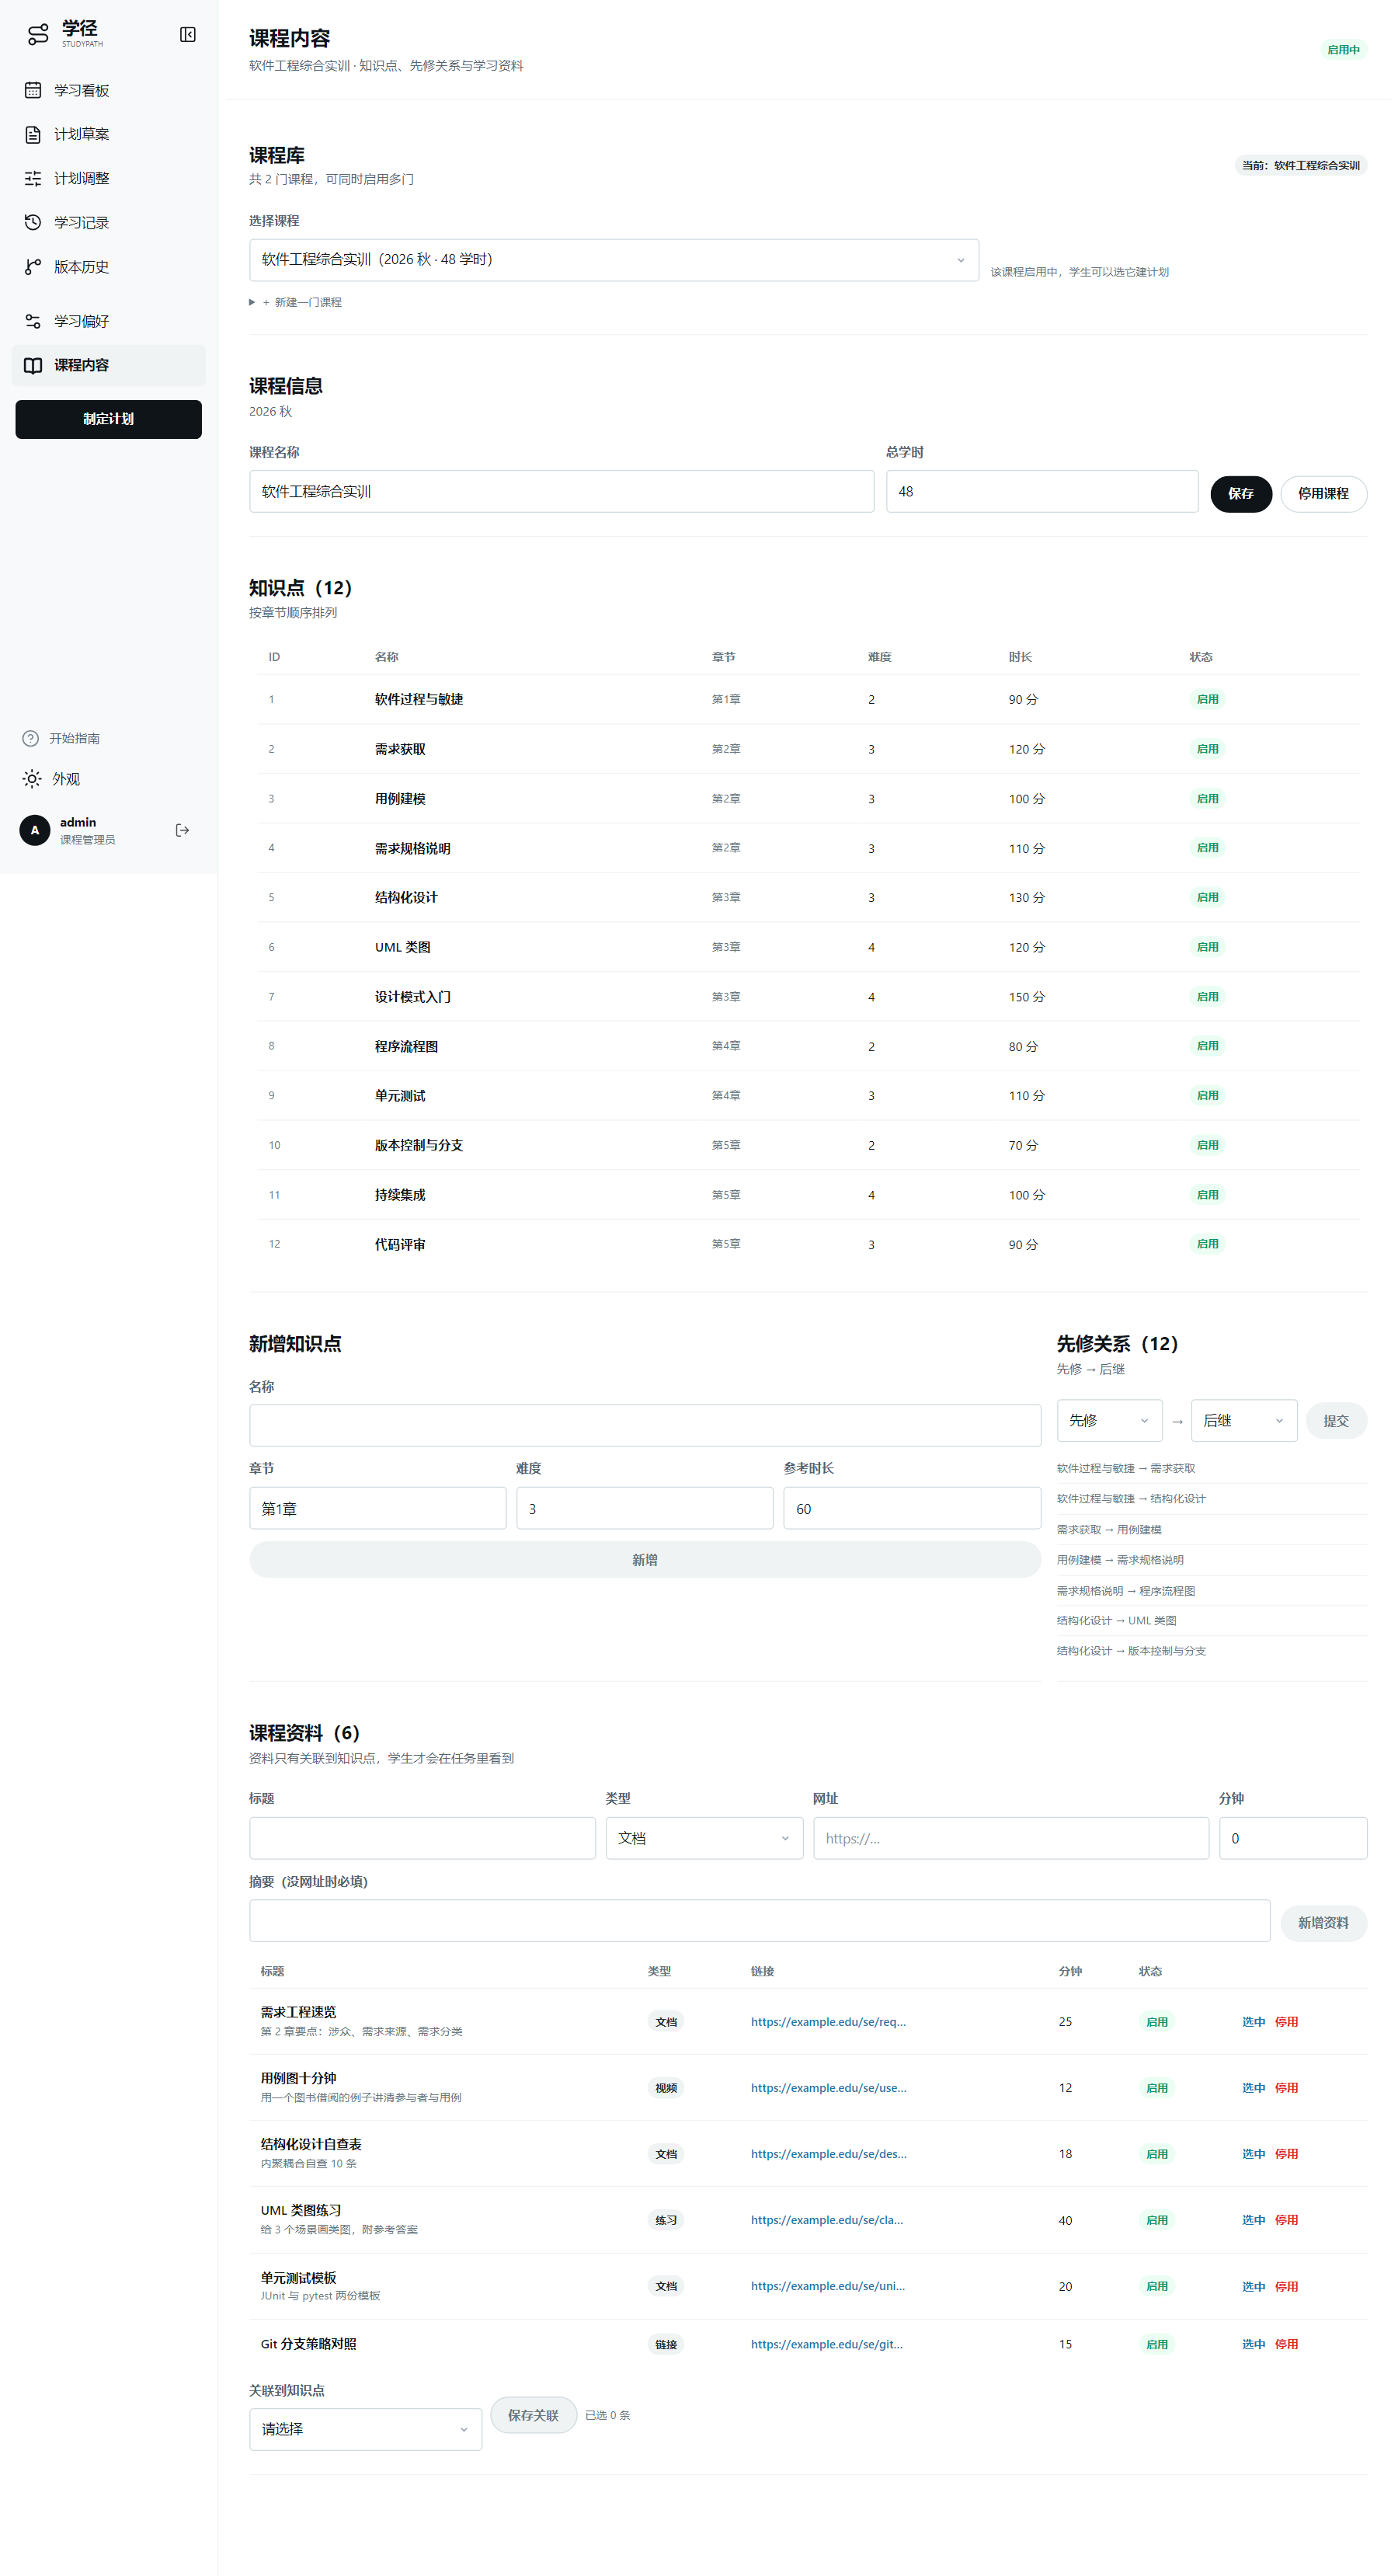 学径
STUDYPATH
学习看板
计划草案
计划调整
学习记录
版本历史
学习偏好
课程内容
制定计划
开始指南
外观
A
admin
课程管理员
课程内容
软件工程综合实训 · 知识点、先修关系与学习资料
启用中
课程库
共 2 门课程，可同时启用多门
当前：软件工程综合实训
选择课程
软件工程综合实训（2026 秋 · 48 学时）
该课程启用中，学生可以选它建计划
+ 新建一门课程
课程信息
2026 秋
课程名称
总学时
软件工程综合实训
48
保存
停用课程
知识点（12）
按章节顺序排列
ID 名称 章节 难度 时长 状态
1 软件过程与敏捷 第1章 2 90 分 启用
2 需求获取 第2章 3 120 分 启用
3 用例建模 第2章 3 100 分 启用
4 需求规格说明 第2章 3 110 分 启用
5 结构化设计 第3章 3 130 分 启用
6 UML 类图 第3章 4 120 分 启用
7 设计模式入门 第3章 4 150 分 启用
8 程序流程图 第4章 2 80 分 启用
9 单元测试 第4章 3 110 分 启用
10 版本控制与分支 第5章 2 70 分 启用
11 持续集成 第5章 4 100 分 启用
12 代码评审 第5章 3 90 分 启用
新增知识点
名称
章节 难度 参考时长
第1章 3 60
新增
先修关系（12）
先修 → 后继
先修 → 后继 提交
软件过程与敏捷 → 需求获取
软件过程与敏捷 → 结构化设计
需求获取 → 用例建模
用例建模 → 需求规格说明
需求规格说明 → 程序流程图
结构化设计 → UML 类图
结构化设计 → 版本控制与分支
课程资料（6）
资料只有关联到知识点，学生才会在任务里看到
标题 类型 网址 分钟
文档 https://... 0
摘要（没网址时必填）
新增资料
标题 类型 链接 分钟 状态
需求工程速览 文档 https://example.edu/se/req... 25 启用 选中 停用
第 2 章要点：涉众、需求来源、需求分类
用例图十分钟 视频 https://example.edu/se/use... 12 启用 选中 停用
用一个图书借阅的例子讲清参与者与用例
结构化设计自查表 文档 https://example.edu/se/des... 18 启用 选中 停用
内聚耦合自查 10 条
UML 类图练习 练习 https://example.edu/se/cla... 40 启用 选中 停用
给 3 个场景画类图，附参考答案
单元测试模板 文档 https://example.edu/se/uni... 20 启用 选中 停用
JUnit 与 pytest 两份模板
Git 分支策略对照 链接 https://example.edu/se/git... 15 启用 选中 停用
关联到知识点
请选择 保存关联 已选 0 条